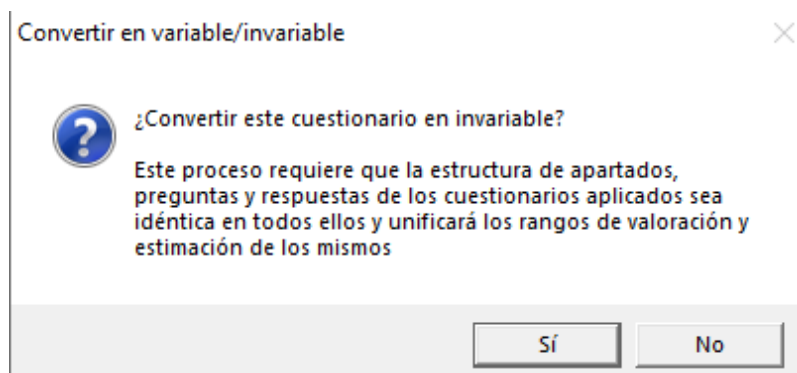 Convertir en variable/invariable
¿Convertir este cuestionario en invariable?
Este proceso requiere que la estructura de apartados,
preguntas y respuestas de los cuestionarios aplicados sea
idéntica en todos ellos y unificará los rangos de valoración y
estimación de los mismos
Sí
No